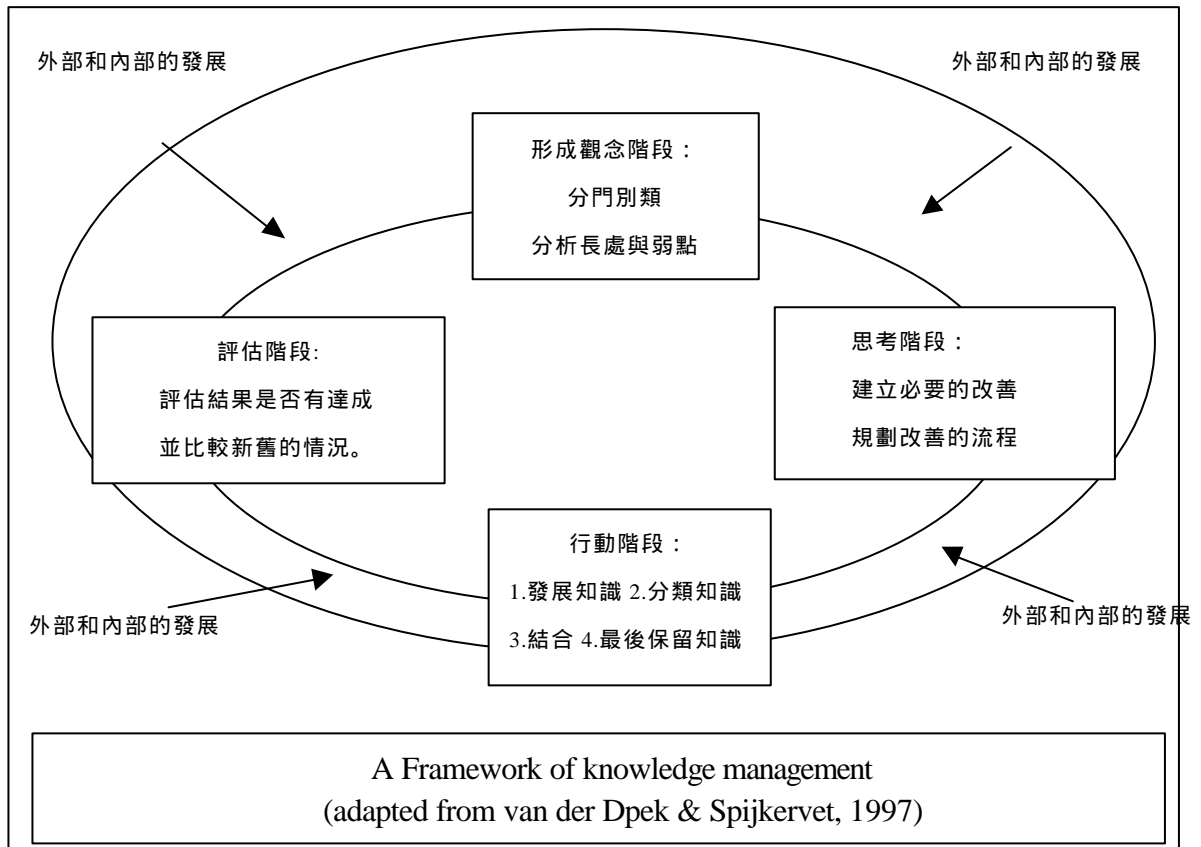 外部和內部的發展
外部和內部的發展
形成觀念階段：
分門別類
分析長處與弱點
評估階段:
評估結果是否有達成
並比較新舊的情況。
思考階段：
建立必要的改善
規劃改善的流程
行動階段：
1.發展知識 2.分類知識
3.結合 4.最後保留知識
外部和內部的發展
外部和內部的發展
A Framework of knowledge management
(adapted from van der Dpek & Spijkervet, 1997)